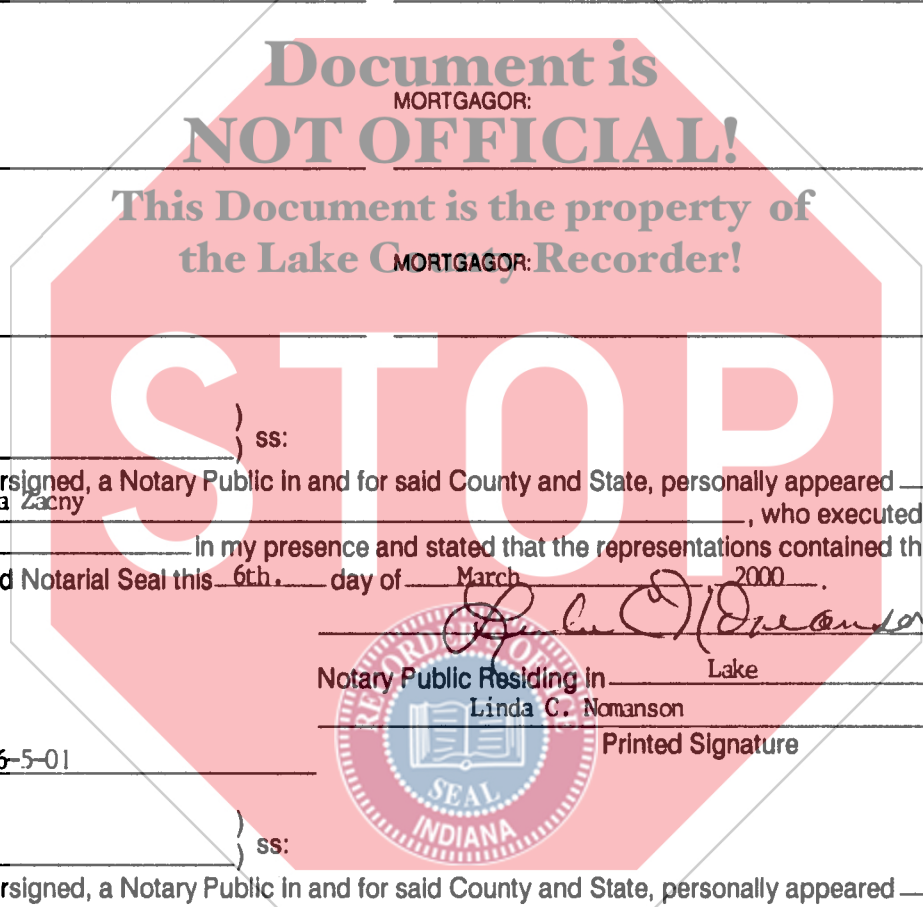 Document is
MORTGAGOR:
NOT OFFICIAL!
This Document is the property of
the Lake County Recorder!
MORTGAGOR:
STOP
) ss:
)
rsigned, a Notary Public in and for said County and State, personally appeared
a Zacny
, who executed
in my presence and stated that the representations contained th
d Notarial Seal this 6th. day of March , 2000 .
Notary Public Residing in Lake
Linda C. Nomanson
Printed Signature
6-5-01
RECORDER'S OFFICE
SEAL
INDIANA
) ss:
)
rsigned, a Notary Public in and for said County and State, personally appeared